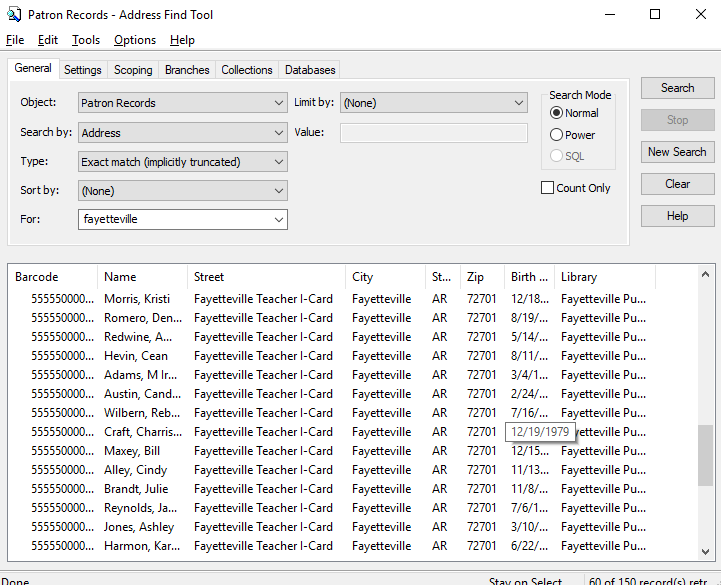 Patron Records - Address Find Tool
File Edit Tools Options Help
General Settings Scoping Branches Collections Databases
Object: Patron Records Limit by: (None) Search Mode Search
Search by: Address Value: Normal Stop
Type: Exact match (implicitly truncated) Power New Search
Sort by: (None) SQL Clear
For: fayetteville Count Only Help
Barcode Name Street City St... Zip Birth ... Library
555550000... Morris, Kristi Fayetteville Teacher I-Card Fayetteville AR 72701 12/18... Fayetteville Pu...
555550000... Romero, Den... Fayetteville Teacher I-Card Fayetteville AR 72701 8/19/... Fayetteville Pu...
555550000... Redwine, A... Fayetteville Teacher I-Card Fayetteville AR 72701 5/14/... Fayetteville Pu...
555550000... Hevin, Cean Fayetteville Teacher I-Card Fayetteville AR 72701 8/11/... Fayetteville Pu...
555550000... Adams, M Ir... Fayetteville Teacher I-Card Fayetteville AR 72701 3/4/1... Fayetteville Pu...
555550000... Austin, Cand... Fayetteville Teacher I-Card Fayetteville AR 72701 2/24/... Fayetteville Pu...
555550000... Wilbern, Reb... Fayetteville Teacher I-Card Fayetteville AR 72701 7/16/... Fayetteville Pu...
555550000... Craft, Charris... Fayetteville Teacher I-Card Fayetteville AR 72701 12/19/1979 yetteville Pu...
555550000... Maxey, Bill Fayetteville Teacher I-Card Fayetteville AR 72701 12/15... Fayetteville Pu...
555550000... Alley, Cindy Fayetteville Teacher I-Card Fayetteville AR 72701 11/13... Fayetteville Pu...
555550000... Brandt, Julie Fayetteville Teacher I-Card Fayetteville AR 72701 11/8/... Fayetteville Pu...
555550000... Reynolds, Ja... Fayetteville Teacher I-Card Fayetteville AR 72701 7/6/1... Fayetteville Pu...
555550000... Jones, Ashley Fayetteville Teacher I-Card Fayetteville AR 72701 3/10/... Fayetteville Pu...
555550000... Harmon, Kar... Fayetteville Teacher I-Card Fayetteville AR 72701 6/22/... Fayetteville Pu...
Done Stay on Select 60 of 150 record(s) retr